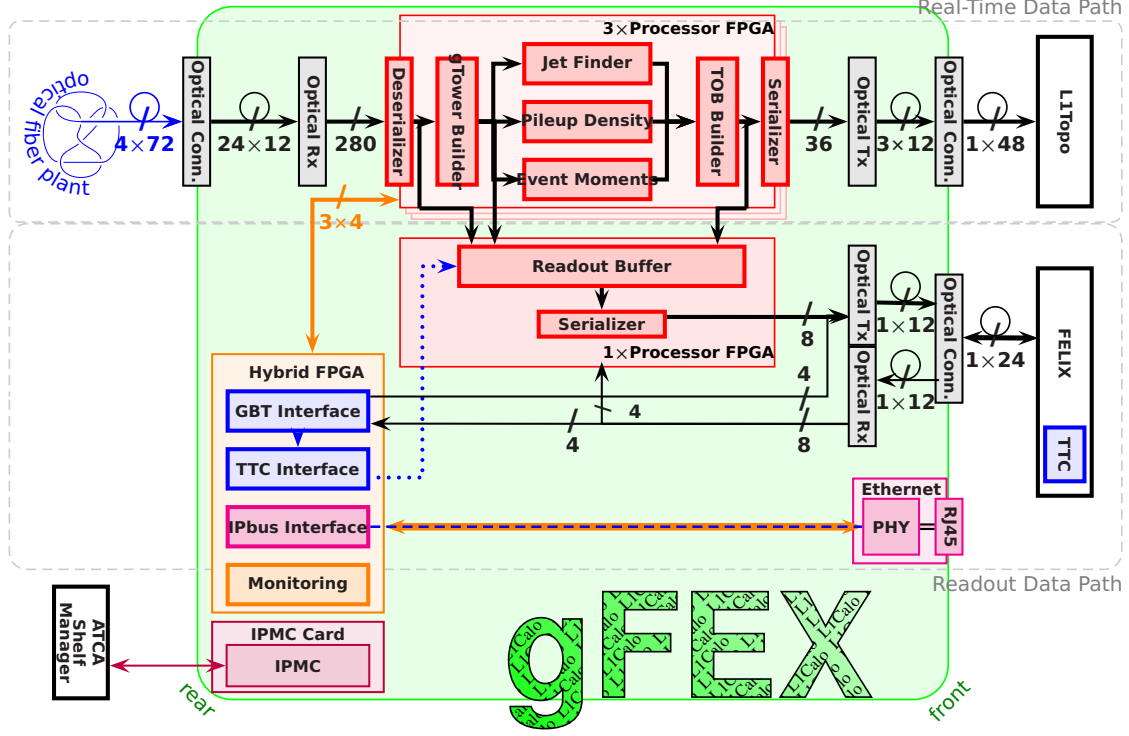 Real-Time Data Path
3×Processor FPGA
optical fiber plant
4×72
Optical Conn.
24×12
Optical Rx
280
Deserializer
gTower Builder
Jet Finder
Pileup Density
Event Moments
TOB Builder
Serializer
36
Optical Tx
3×12
Optical Conn.
1×48
L1Topo
3×4
Readout Buffer
Serializer
1×Processor FPGA
8
Optical Tx
1×12
Optical Conn.
1×24
FELIX
TTC
Optical Rx
1×12
Hybrid FPGA
GBT Interface
TTC Interface
IPbus Interface
Monitoring
4
4
4
8
Ethernet
PHY
RJ45
Readout Data Path
ATCA
Shelf
Manager
IPMC Card
IPMC
rear
front
gFEX
L1Calo